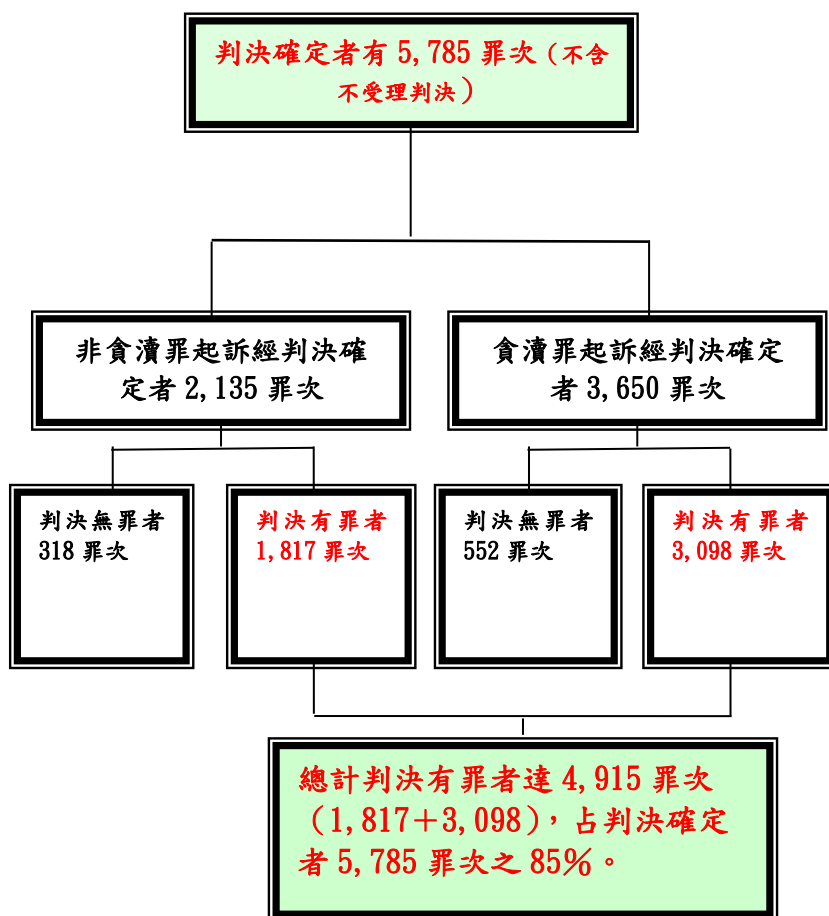 判決確定者有 5,785 罪次（不含
不受理判決）
非貪瀆罪起訴經判決確
定者 2,135 罪次
貪瀆罪起訴經判決確定
者 3,650 罪次
判決無罪者
318 罪次
判決有罪者
1,817 罪次
判決無罪者
552 罪次
判決有罪者
3,098 罪次
總計判決有罪者達 4,915 罪次
（1,817＋3,098），占判決確定
者 5,785 罪次之 85％。